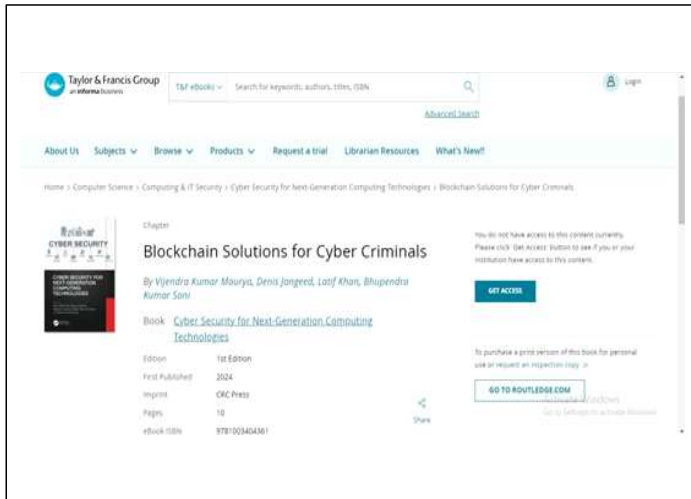 Taylor & Francis Group
an informa business
T&F eBooks
Search for keywords, authors, titles, ISBN
Login
Advanced Search
About Us Subjects Browse Products Request a trial Librarian Resources What's New!!
Home > Computer Science > Computing & IT Security > Cyber Security for Next-Generation Computing Technologies > Blockchain Solutions for Cyber Criminals
CYBER SECURITY
CYBER SECURITY FOR
NEXT-GENERATION
COMPUTING
TECHNOLOGIES
Chapter
Blockchain Solutions for Cyber Criminals
By Vijendra Kumar Maurya, Denis Jangeed, Latif Khan, Bhupendra
Kumar Soni
Book Cyber Security for Next-Generation Computing
Technologies
Edition 1st Edition
First Published 2024
Imprint CRC Press
Pages 10
eBook ISBN 9781003404361
Share
You do not have access to this content currently.
Please click 'Get Access' button to see if you or your
institution have access to this content.
GET ACCESS
To purchase a print version of this book for personal
use or request an inspection copy >
GO TO ROUTLEDGE.COM
Activate Windows
Go to Settings to activate Windows.